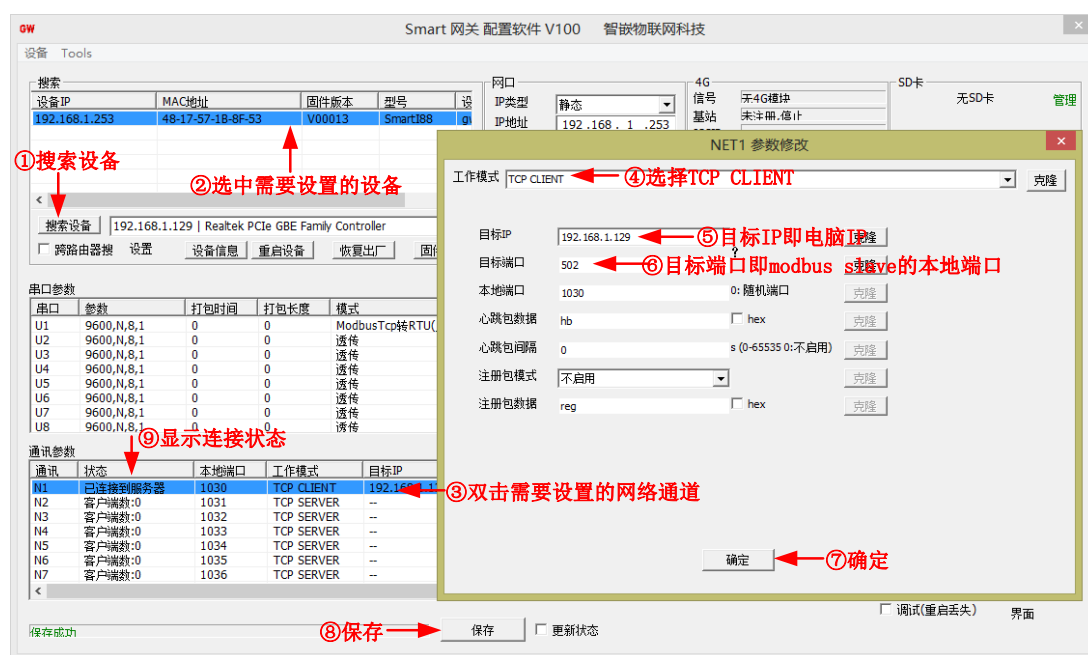 GW Smart 网关 配置软件 V100 智嵌物联网科技 ×
设备 Tools
搜索 网口 4G SD卡
设备IP MAC地址 固件版本 型号 设 IP类型 静态 信号 无4G模块 无SD卡 管理
192.168.1.253 48-17-57-1B-8F-53 V00013 SmartI88 IP地址 192 .168 . 1 .253 基站 未注册,停止
NET1 参数修改 ×
①搜索设备
②选中需要设置的设备
工作模式 TCP CLIENT ④选择TCP CLIENT 克隆
搜索设备 192.168.1.129 | Realtek PCIe GBE Family Controller
跨路由器搜 设置 设备信息 重启设备 恢复出厂
目标IP 192.168.1.129 ⑤目标IP即电脑IP 克隆
?
目标端口 502 ⑥目标端口即modbus slave的本地端口
本地端口 1030 0: 随机端口 克隆
心跳包数据 hb hex 克隆
心跳包间隔 0 s (0-65535 0:不启用) 克隆
注册包模式 不启用 克隆
注册包数据 reg hex 克隆
串口参数
串口 参数 打包时间 打包长度 模式
U1 9600,N,8,1 0 0 ModbusTcp转RTU(
U2 9600,N,8,1 0 0 透传
U3 9600,N,8,1 0 0 透传
U4 9600,N,8,1 0 0 透传
U5 9600,N,8,1 0 0 透传
U6 9600,N,8,1 0 0 透传
U7 9600,N,8,1 0 0 透传
U8 9600,N,8,1 0 0 透传
⑨显示连接状态
通讯参数
通讯 状态 本地端口 工作模式 目标IP
N1 已连接到服务器 1030 TCP CLIENT 192.168.1.1
③双击需要设置的网络通道
N2 客户端数:0 1031 TCP SERVER --
N3 客户端数:0 1032 TCP SERVER --
N4 客户端数:0 1033 TCP SERVER --
N5 客户端数:0 1034 TCP SERVER --
N6 客户端数:0 1035 TCP SERVER --
N7 客户端数:0 1036 TCP SERVER --
确定 ⑦确定
调试(重启丢失) 界面
保存成功 ⑧保存 保存 更新状态